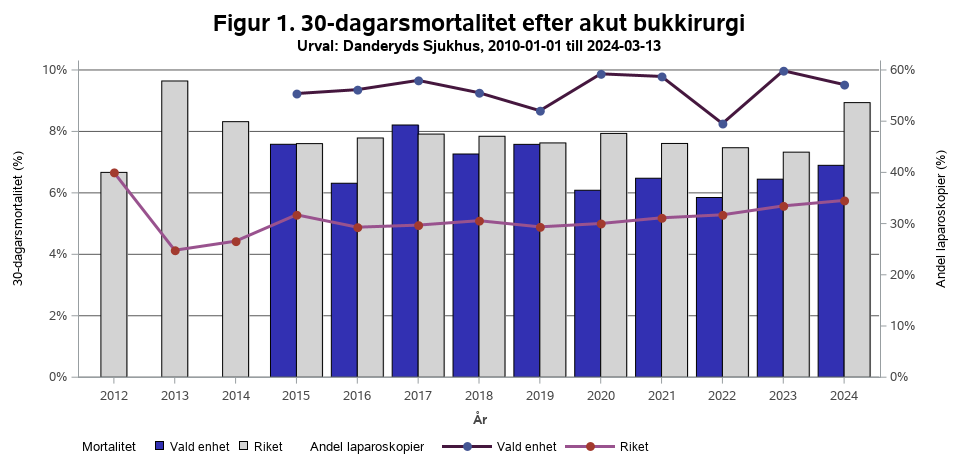 Figur 1. 30-dagarsmortalitet efter akut bukkirurgi
Urval: Danderyds Sjukhus, 2010-01-01 till 2024-03-13
10%
8%
6%
4%
2%
0%
30-dagarsmortalitet (%)
60%
50%
40%
30%
20%
10%
0%
Andel laparoskopier (%)
2012 2013 2014 2015 2016 2017 2018 2019 2020 2021 2022 2023 2024
År
Mortalitet Vald enhet Riket Andel laparoskopier Vald enhet Riket